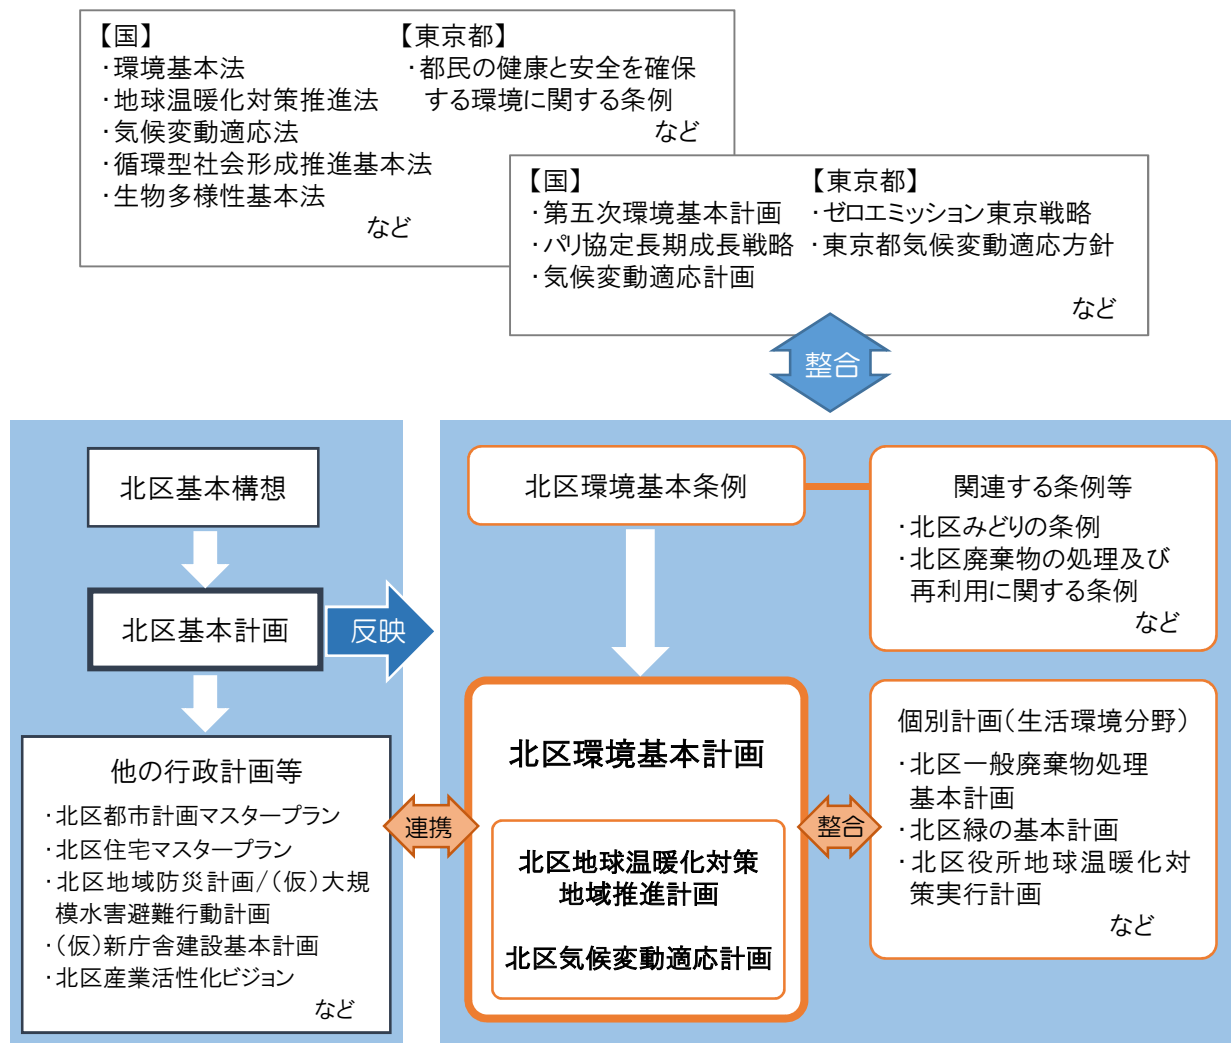 【国】
・環境基本法
・地球温暖化対策推進法
・気候変動適応法
・循環型社会形成推進基本法
・生物多様性基本法
など
【東京都】
・都民の健康と安全を確保
する環境に関する条例
など
【国】
・第五次環境基本計画
・パリ協定長期成長戦略
・気候変動適応計画
【東京都】
・ゼロエミッション東京戦略
・東京都気候変動適応方針
など
整合
北区基本構想
北区基本計画
反映
他の行政計画等
・北区都市計画マスタープラン
・北区住宅マスタープラン
・北区地域防災計画/(仮)大規
模水害避難行動計画
・(仮)新庁舎建設基本計画
・北区産業活性化ビジョン
など
連携
北区環境基本条例
関連する条例等
・北区みどりの条例
・北区廃棄物の処理及び
再利用に関する条例
など
北区環境基本計画
北区地球温暖化対策
地域推進計画
北区気候変動適応計画
整合
個別計画(生活環境分野)
・北区一般廃棄物処理
基本計画
・北区緑の基本計画
・北区役所地球温暖化対
策実行計画
など